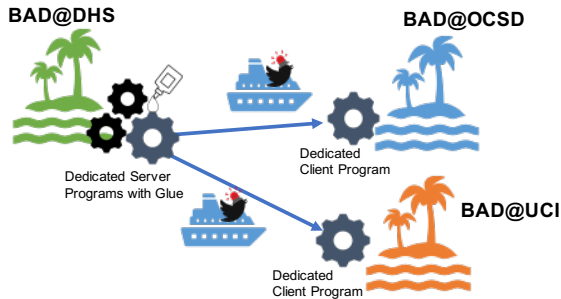 BAD@DHS
BAD@OCSD
Dedicated Server
Programs with Glue
Dedicated
Client Program
BAD@UCI
Dedicated
Client Program